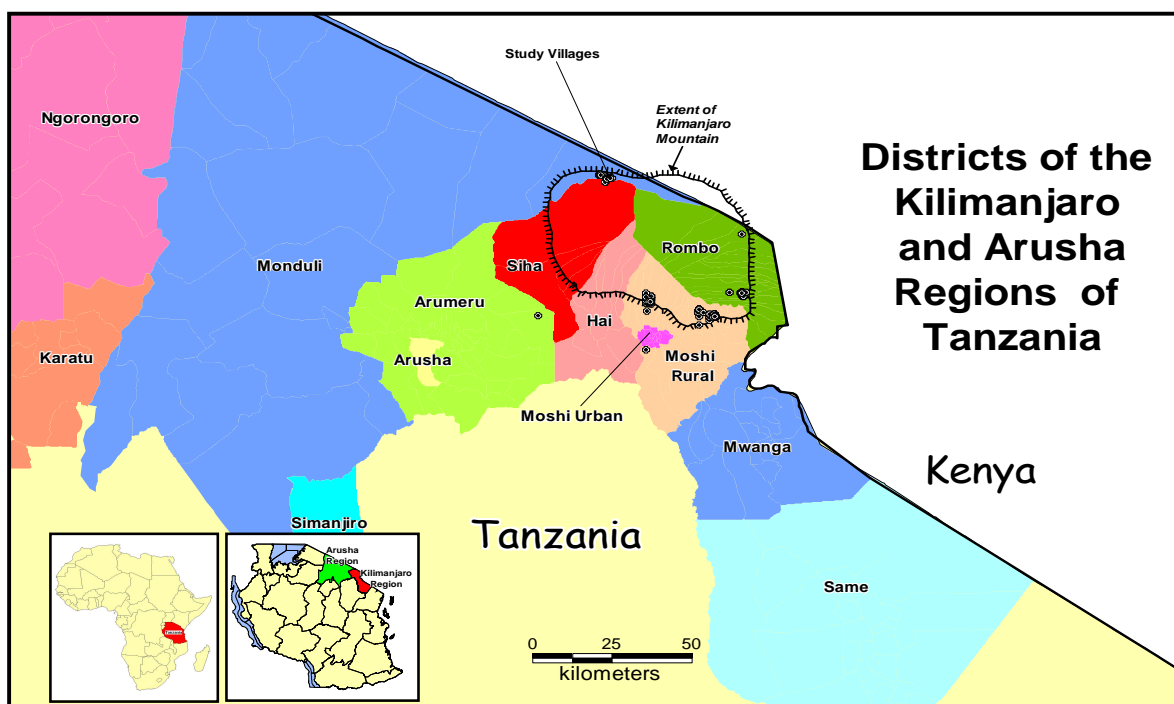 Study Villages
Extent of
Kilimanjaro
Mountain
Districts of the
Kilimanjaro
and Arusha
Regions of
Tanzania
Ngorongoro
Monduli
Siha
Rombo
Arumeru
Hai
Karatu
Arusha
Moshi
Rural
Moshi Urban
Mwanga
Kenya
Simanjiro
Tanzania
Same
Arusha
Region
Kilimanjaro
Region
Tanzania
0 25 50
kilometers